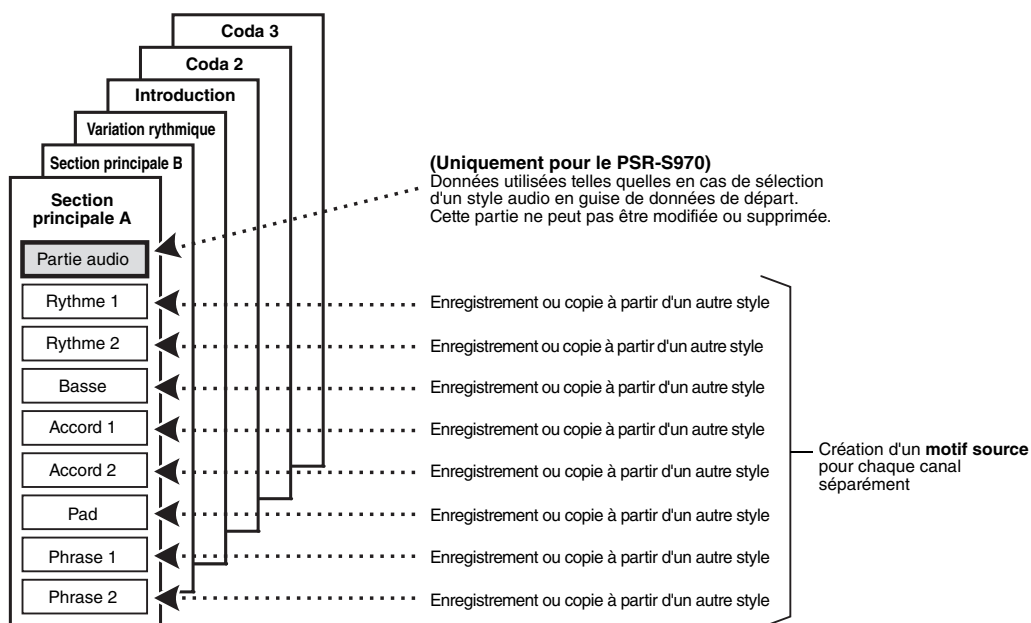 Coda 3
Coda 2
Introduction
Variation rythmique
Section principale B
Section
principale A
(Uniquement pour le PSR-S970)
Données utilisées telles quelles en cas de sélection
d'un style audio en guise de données de départ.
Cette partie ne peut pas être modifiée ou supprimée.
Partie audio
Rythme 1
Enregistrement ou copie à partir d'un autre style
Rythme 2
Enregistrement ou copie à partir d'un autre style
Basse
Enregistrement ou copie à partir d'un autre style
Accord 1
Enregistrement ou copie à partir d'un autre style
Accord 2
Enregistrement ou copie à partir d'un autre style
Pad
Enregistrement ou copie à partir d'un autre style
Phrase 1
Enregistrement ou copie à partir d'un autre style
Phrase 2
Enregistrement ou copie à partir d'un autre style
Création d'un motif source
pour chaque canal
séparément